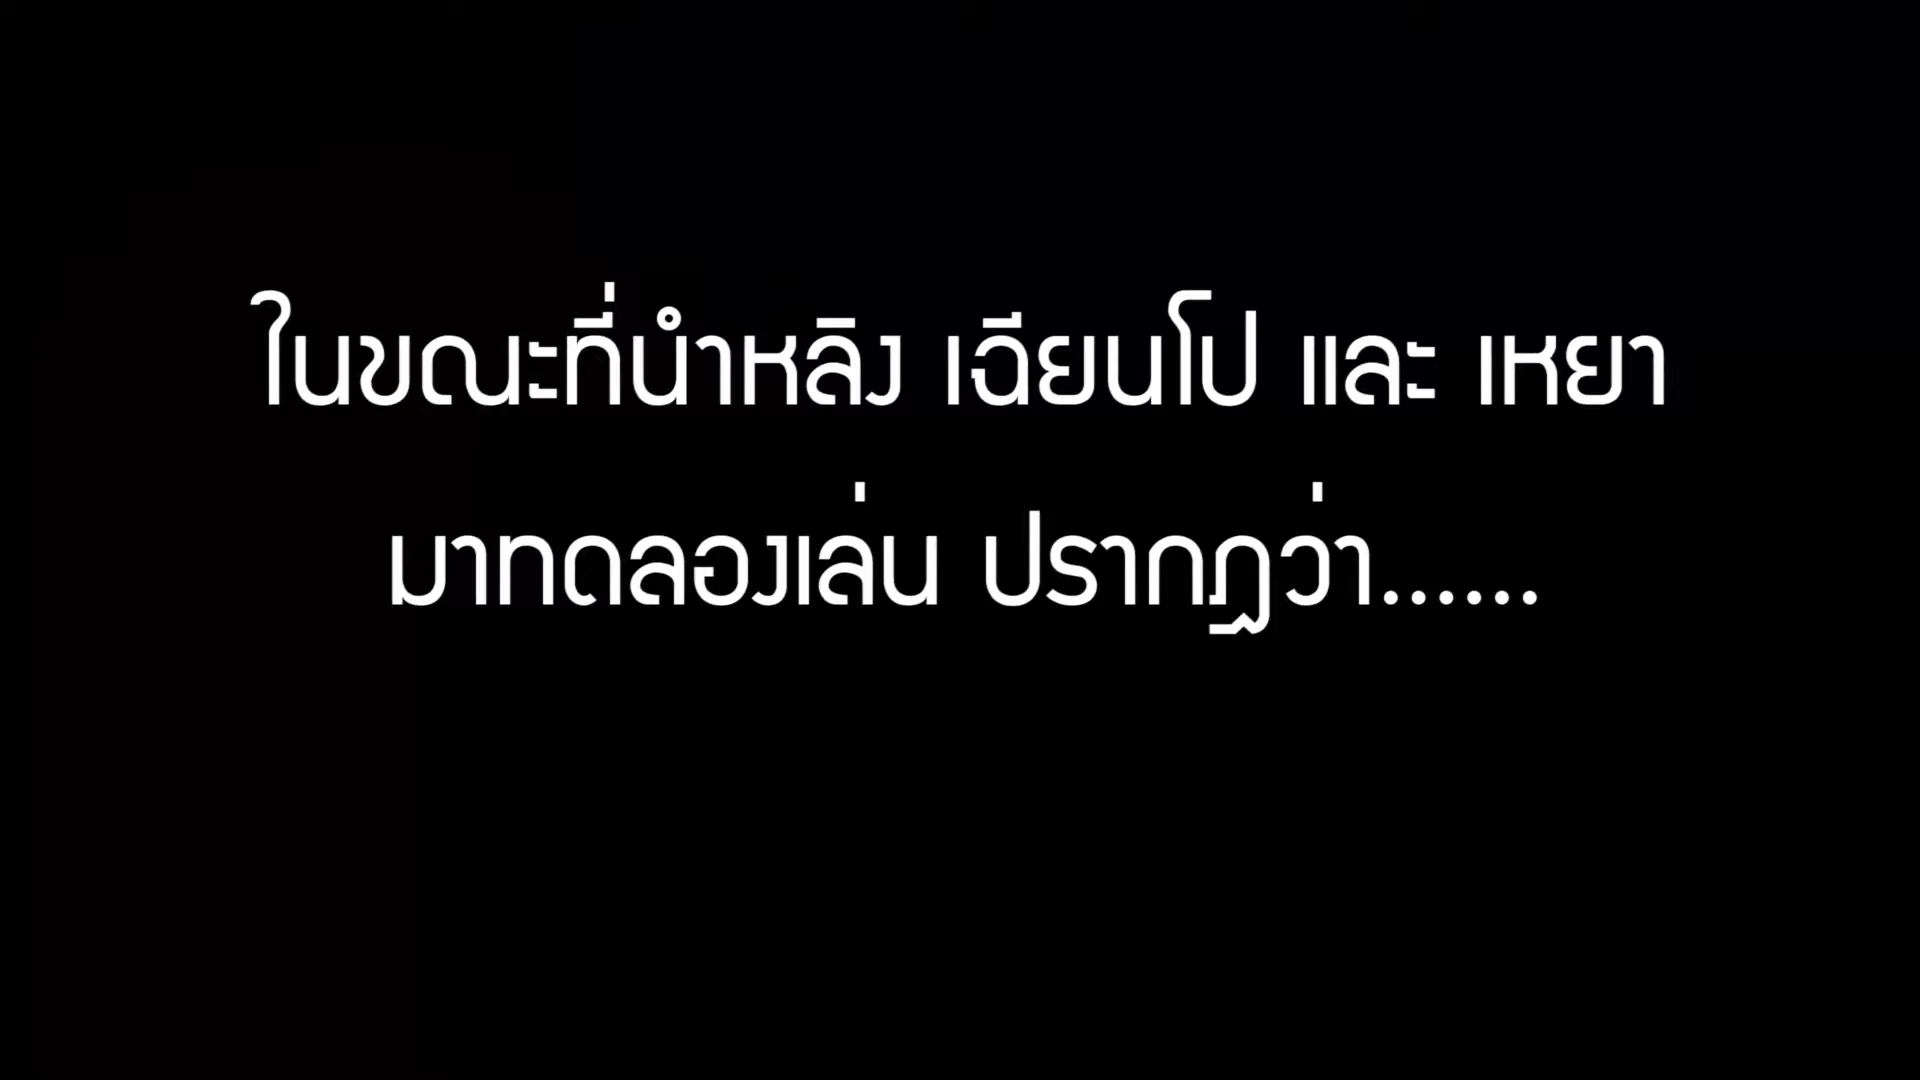 ในขณะที่นำหลิง เฉียนโป และ เหยา
มาทดลองเล่น ปรากฏว่า......